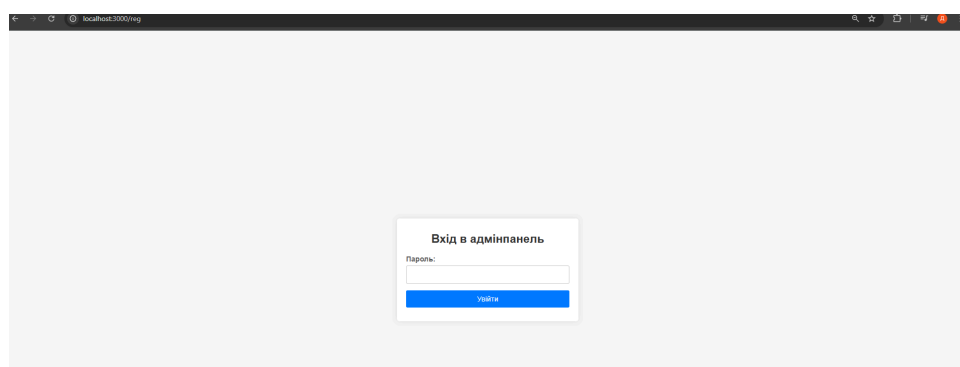 localhost:3000/reg
Д
Вхід в адмінпанель
Пароль:
Увійти